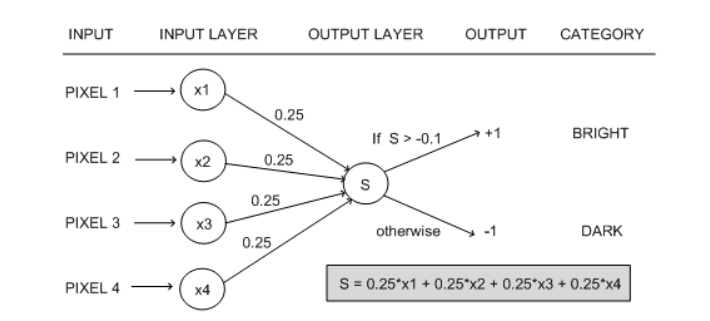 INPUT INPUT LAYER OUTPUT LAYER OUTPUT CATEGORY
PIXEL 1 x1
0.25
If S > -0.1 +1 BRIGHT
PIXEL 2 x2 0.25
S
0.25
PIXEL 3 x3
otherwise -1 DARK
0.25
PIXEL 4 x4
S = 0.25*x1 + 0.25*x2 + 0.25*x3 + 0.25*x4